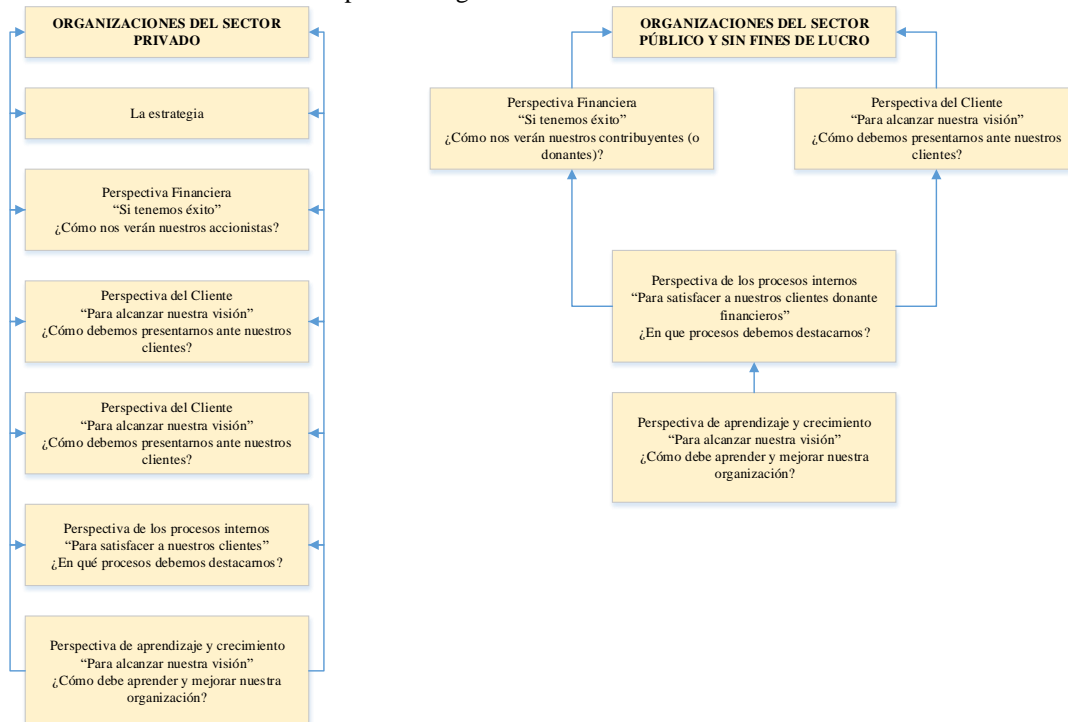 ORGANIZACIONES DEL SECTOR
PRIVADO
La estrategia
Perspectiva Financiera
“Si tenemos éxito”
¿Cómo nos verán nuestros accionistas?
Perspectiva del Cliente
“Para alcanzar nuestra visión”
¿Cómo debemos presentarnos ante nuestros
clientes?
Perspectiva del Cliente
“Para alcanzar nuestra visión”
¿Cómo debemos presentarnos ante nuestros
clientes?
Perspectiva de los procesos internos
“Para satisfacer a nuestros clientes”
¿En qué procesos debemos destacarnos?
Perspectiva de aprendizaje y crecimiento
“Para alcanzar nuestra visión”
¿Cómo debe aprender y mejorar nuestra
organización?
ORGANIZACIONES DEL SECTOR
PÚBLICO Y SIN FINES DE LUCRO
Perspectiva Financiera
“Si tenemos éxito”
¿Cómo nos verán nuestros contribuyentes (o
donantes)?
Perspectiva del Cliente
“Para alcanzar nuestra visión”
¿Cómo debemos presentarnos ante nuestros
clientes?
Perspectiva de los procesos internos
“Para satisfacer a nuestros clientes donante
financieros”
¿En que procesos debemos destacarnos?
Perspectiva de aprendizaje y crecimiento
“Para alcanzar nuestra visión”
¿Cómo debe aprender y mejorar nuestra
organización?